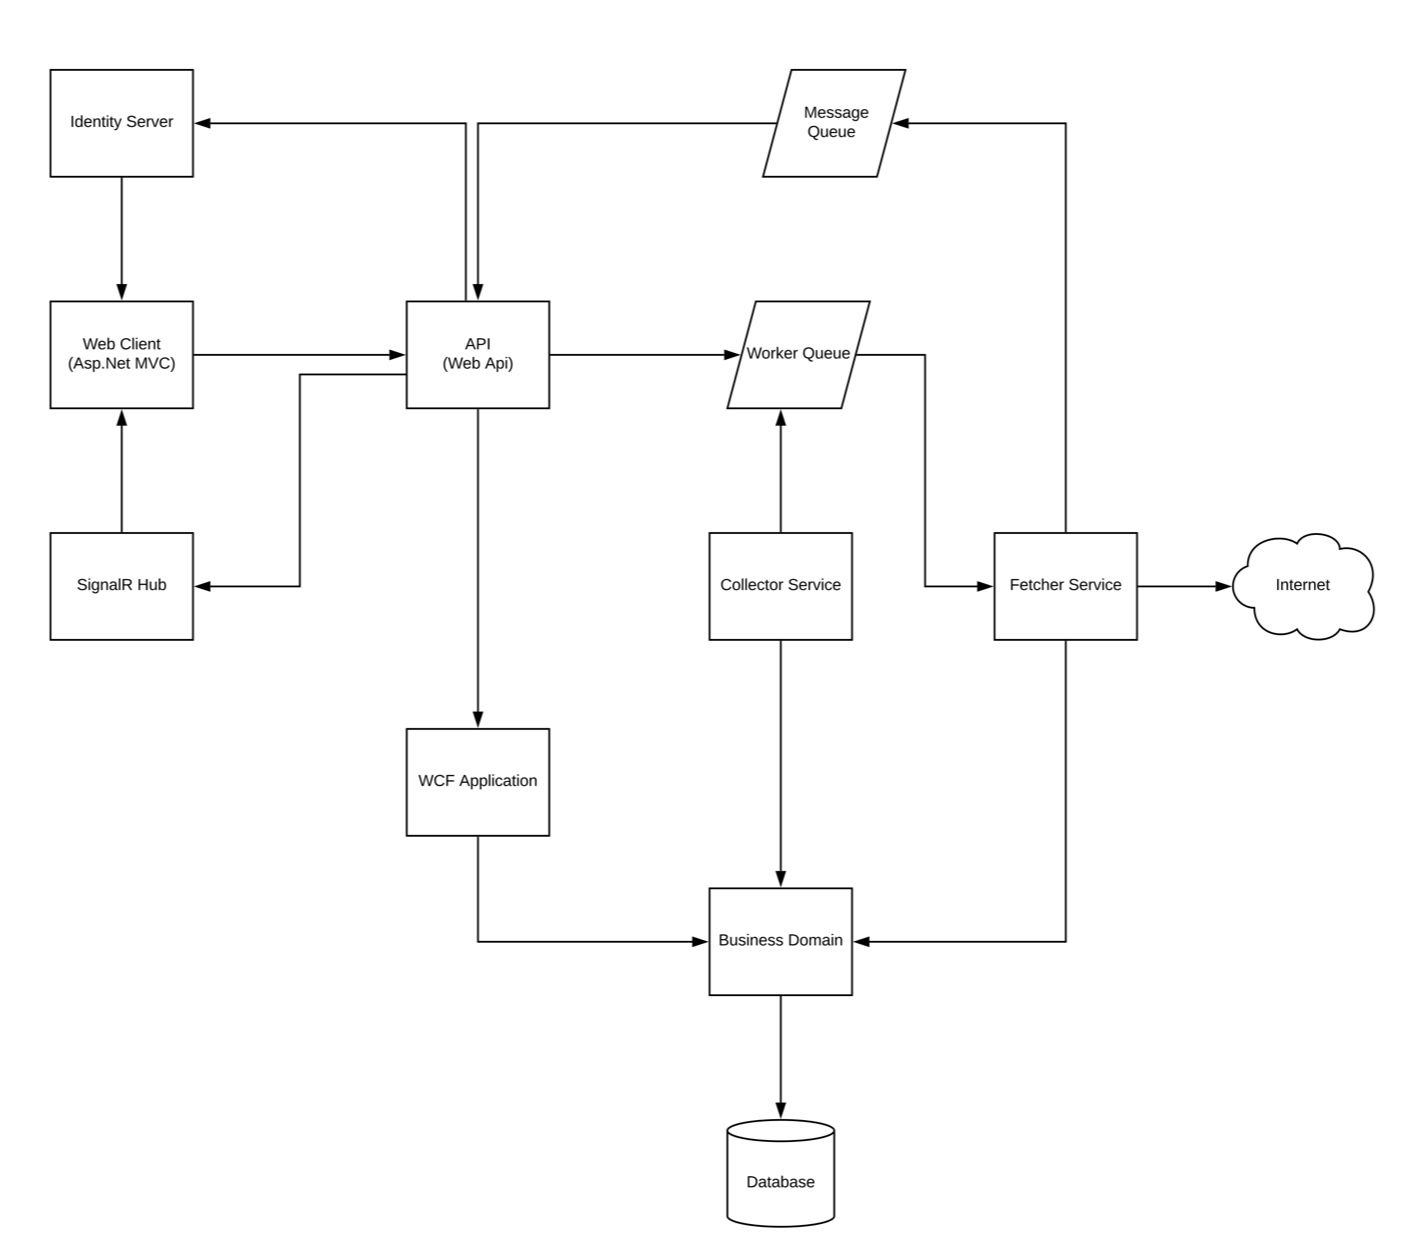 Identity Server
Message
Queue
Web Client
(Asp.Net MVC)
API
(Web Api)
Worker Queue
SignalR Hub
Collector Service
Fetcher Service
Internet
WCF Application
Business Domain
Database